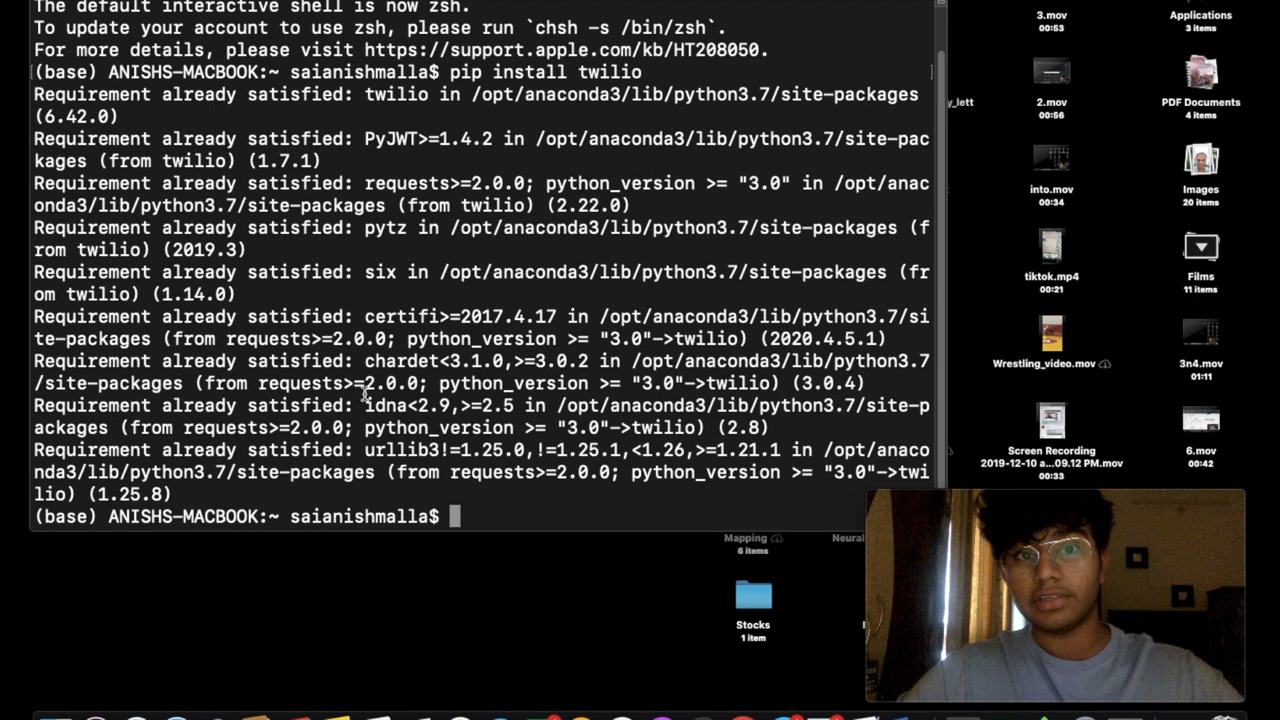 The default interactive shell is now zsh.
To update your account to use zsh, please run `chsh -s /bin/zsh`.
For more details, please visit https://support.apple.com/kb/HT208050.
(base) ANISHS-MACBOOK:~ saianishmalla$ pip install twilio
Requirement already satisfied: twilio in /opt/anaconda3/lib/python3.7/site-packages
(6.42.0)
Requirement already satisfied: PyJWT>=1.4.2 in /opt/anaconda3/lib/python3.7/site-pac
kages (from twilio) (1.7.1)
Requirement already satisfied: requests>=2.0.0; python_version >= "3.0" in /opt/anac
onda3/lib/python3.7/site-packages (from twilio) (2.22.0)
Requirement already satisfied: pytz in /opt/anaconda3/lib/python3.7/site-packages (f
rom twilio) (2019.3)
Requirement already satisfied: six in /opt/anaconda3/lib/python3.7/site-packages (fr
om twilio) (1.14.0)
Requirement already satisfied: certifi>=2017.4.17 in /opt/anaconda3/lib/python3.7/si
te-packages (from requests>=2.0.0; python_version >= "3.0"->twilio) (2020.4.5.1)
Requirement already satisfied: chardet<3.1.0,>=3.0.2 in /opt/anaconda3/lib/python3.7
/site-packages (from requests>=2.0.0; python_version >= "3.0"->twilio) (3.0.4)
Requirement already satisfied: idna<2.9,>=2.5 in /opt/anaconda3/lib/python3.7/site-p
ackages (from requests>=2.0.0; python_version >= "3.0"->twilio) (2.8)
Requirement already satisfied: urllib3!=1.25.0,!=1.25.1,<1.26,>=1.21.1 in /opt/anaco
nda3/lib/python3.7/site-packages (from requests>=2.0.0; python_version >= "3.0"->twi
lio) (1.25.8)
(base) ANISHS-MACBOOK:~ saianishmalla$
3.mov
00:53
Applications
3 items
y_lett
2.mov
00:56
PDF Documents
4 items
into.mov
00:34
Images
20 items
tiktok.mp4
00:21
Films
11 items
Wrestling_video.mov
3n4.mov
01:11
Screen Recording
2019-12-10 a...09.12 PM.mov
00:33
6.mov
00:42
Mapping
6 items
Neural
Stocks
1 item